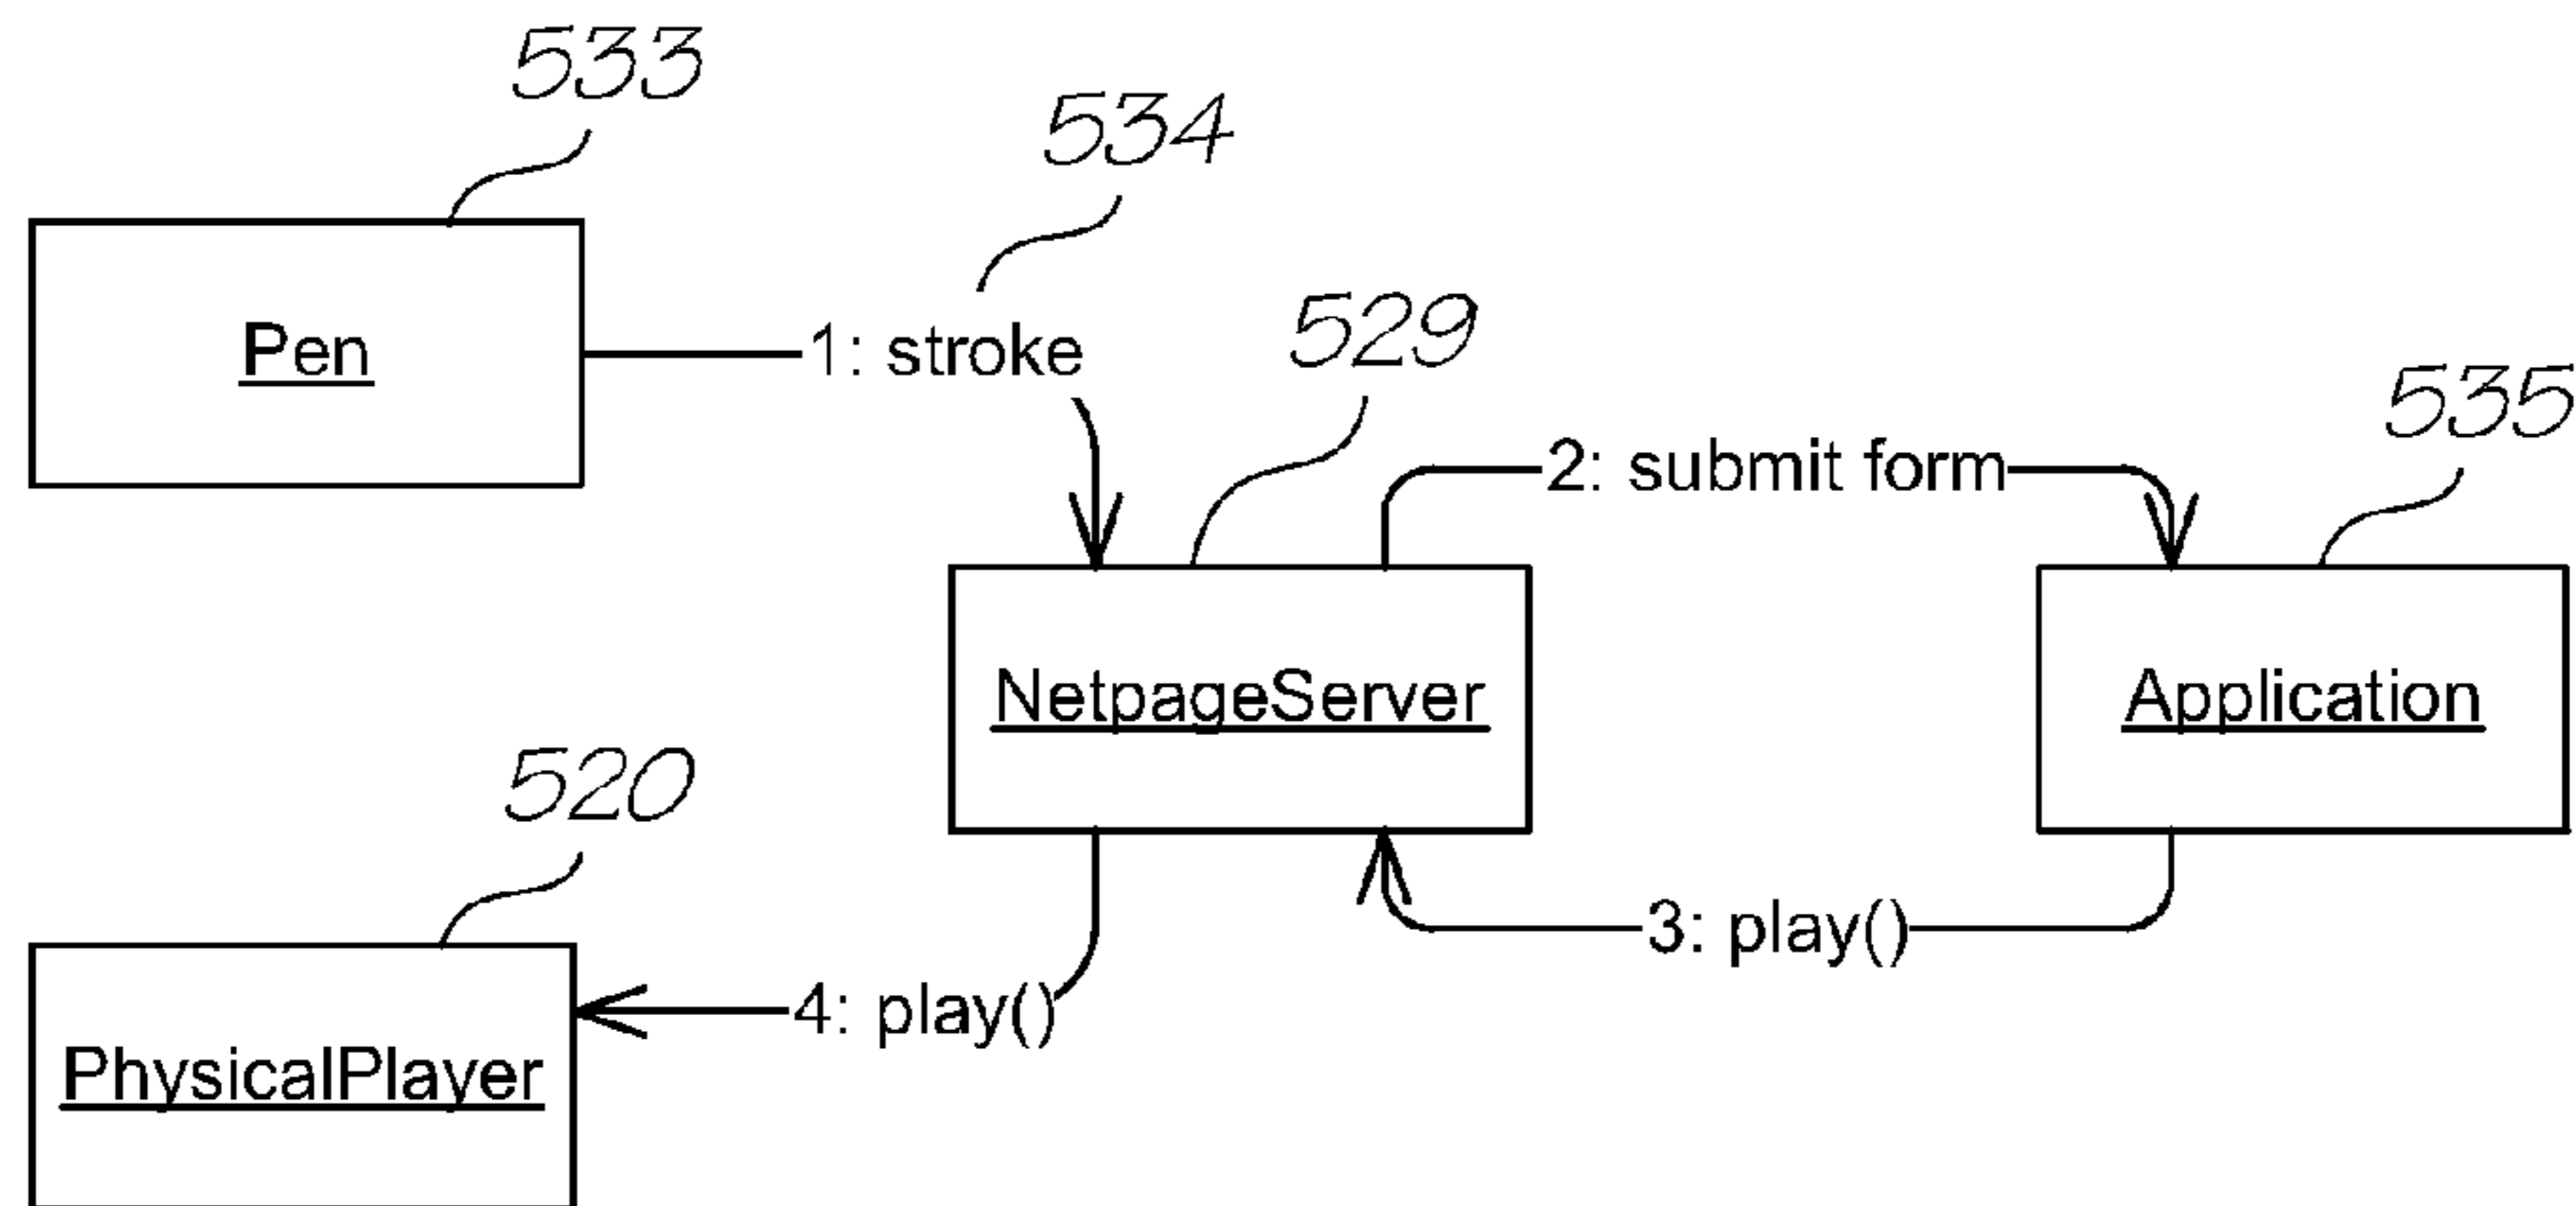 533
534
Pen
1: stroke
529
535
2: submit form
NetpageServer
Application
520
3: play()
4: play()
PhysicalPlayer